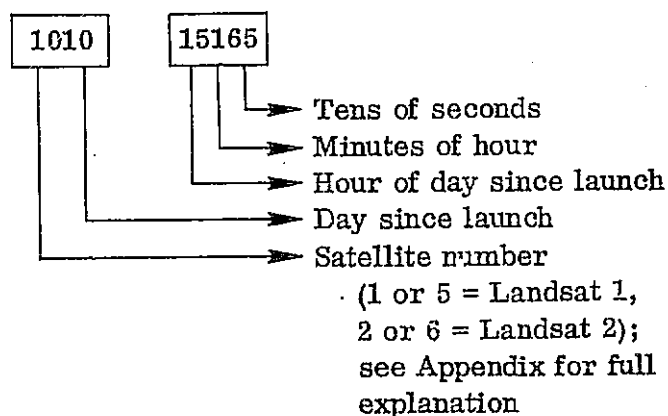 1010 15165
Tens of seconds
Minutes of hour
Hour of day since launch
Day since launch
Satellite number
(1 or 5 = Landsat 1,
2 or 6 = Landsat 2);
see Appendix for full
explanation